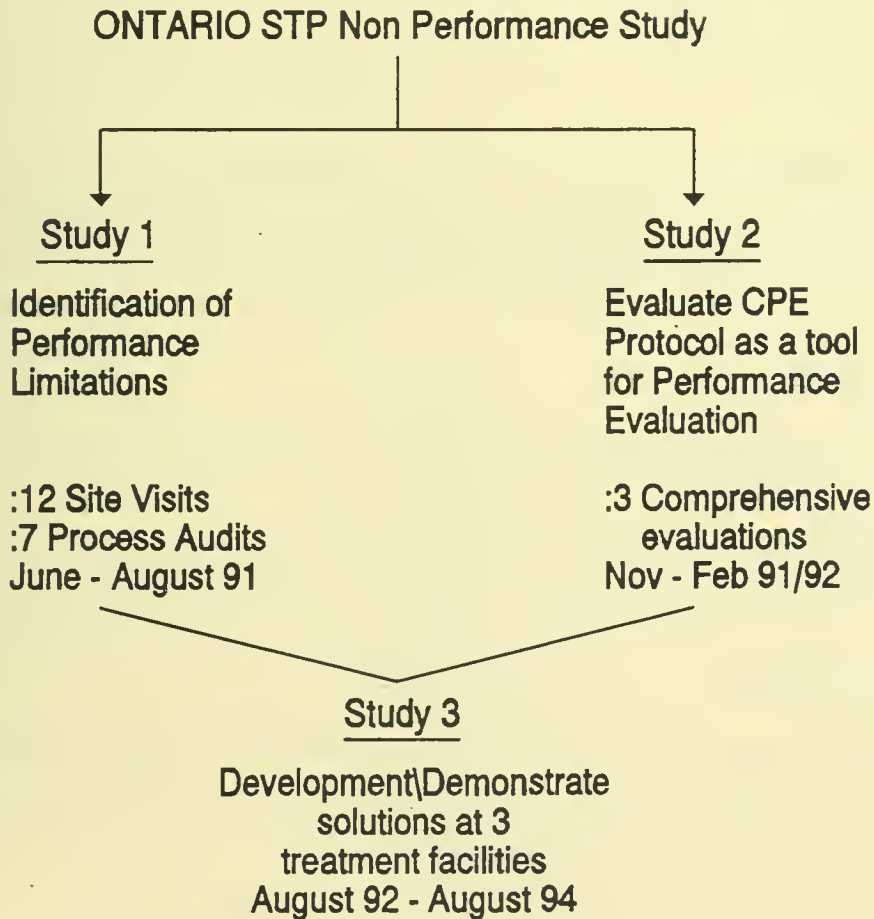 ONTARIO STP Non Performance Study
Study 1
Identification of
Performance
Limitations
:12 Site Visits
:7 Process Audits
June - August 91
Study 2
Evaluate CPE
Protocol as a tool
for Performance
Evaluation
:3 Comprehensive
evaluations
Nov - Feb 91/92
Study 3
Development\Demonstrate
solutions at 3
treatment facilities
August 92 - August 94